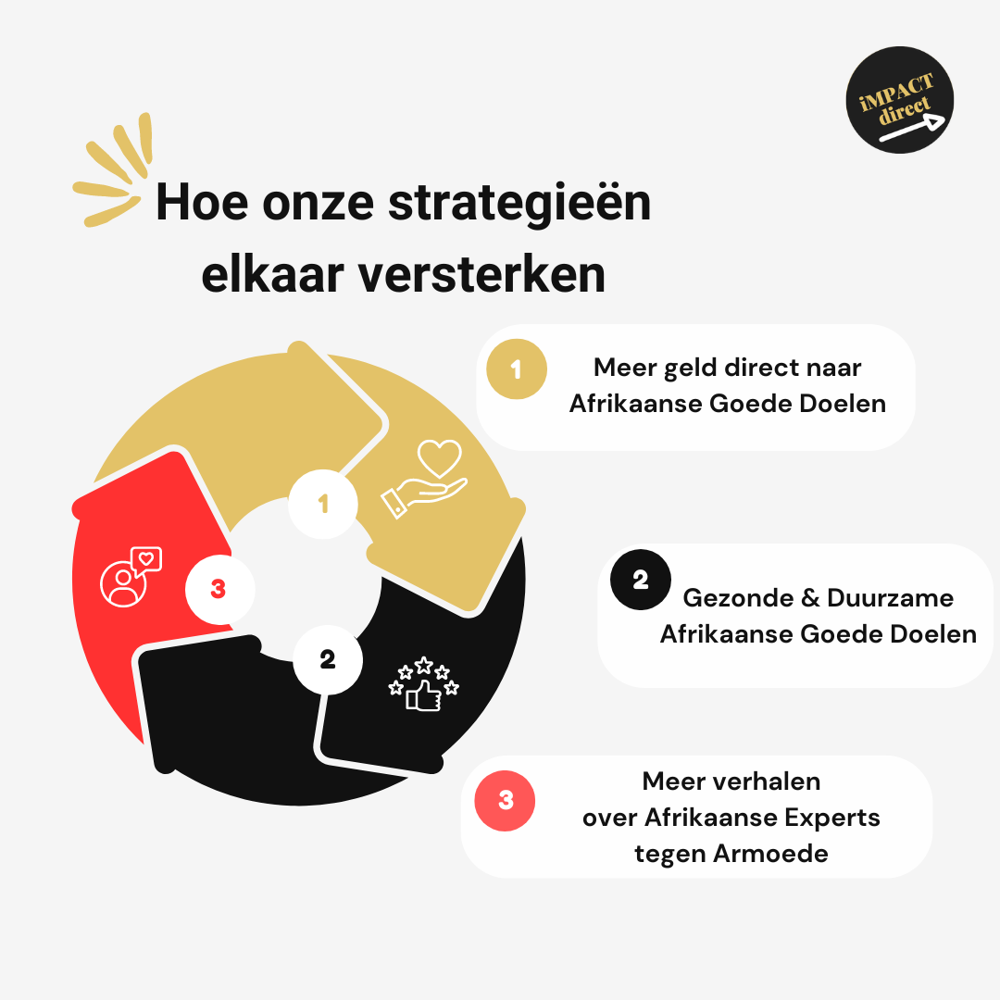 iMPACT
direct
Hoe onze strategieën
elkaar versterken
1
Meer geld direct naar
Afrikaanse Goede Doelen
1
2
Gezonde & Duurzame
Afrikaanse Goede Doelen
3
2
3
Meer verhalen
over Afrikaanse Experts
tegen Armoede